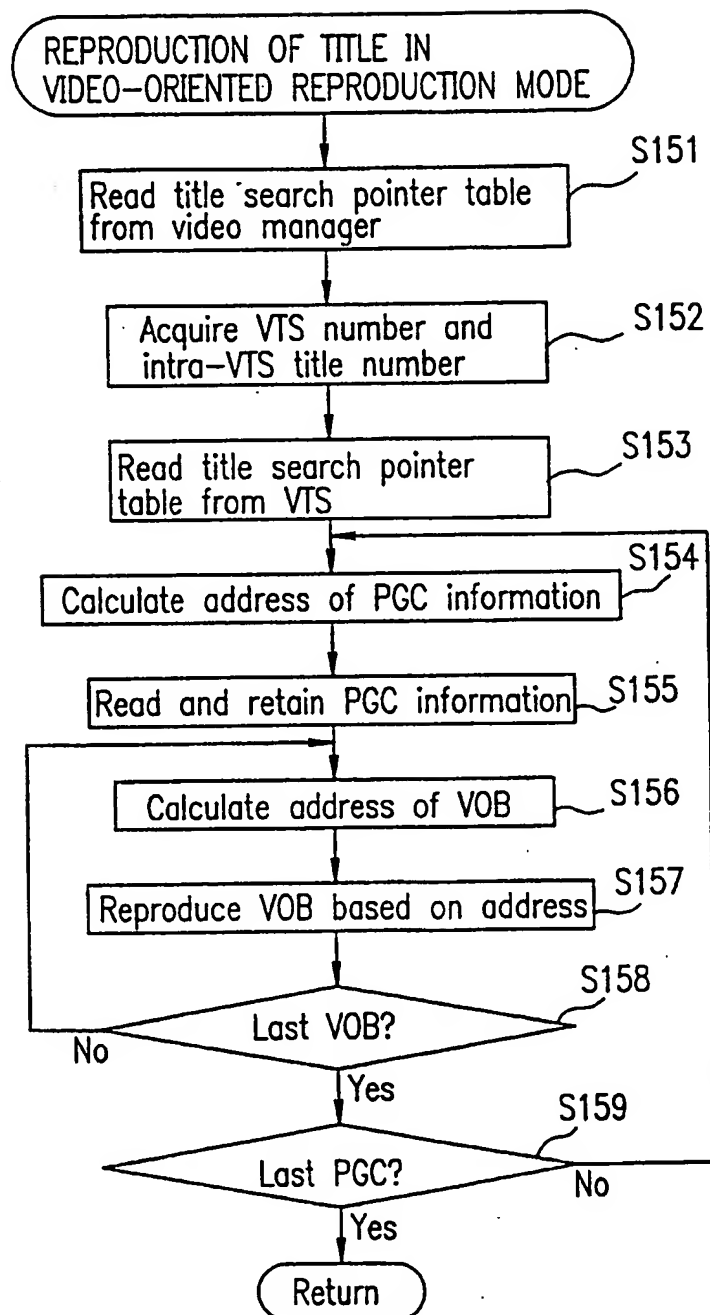 REPRODUCTION OF TITLE IN
VIDEO-ORIENTED REPRODUCTION MODE
S151
Read title search pointer table
from video manager
S152
Acquire VTS number and
intra-VTS title number
S153
Read title search pointer
table from VTS
S154
Calculate address of PGC information
S155
Read and retain PGC information
S156
Calculate address of VOB
S157
Reproduce VOB based on address
S158
Last VOB?
No
Yes
S159
Last PGC?
No
Yes
Return